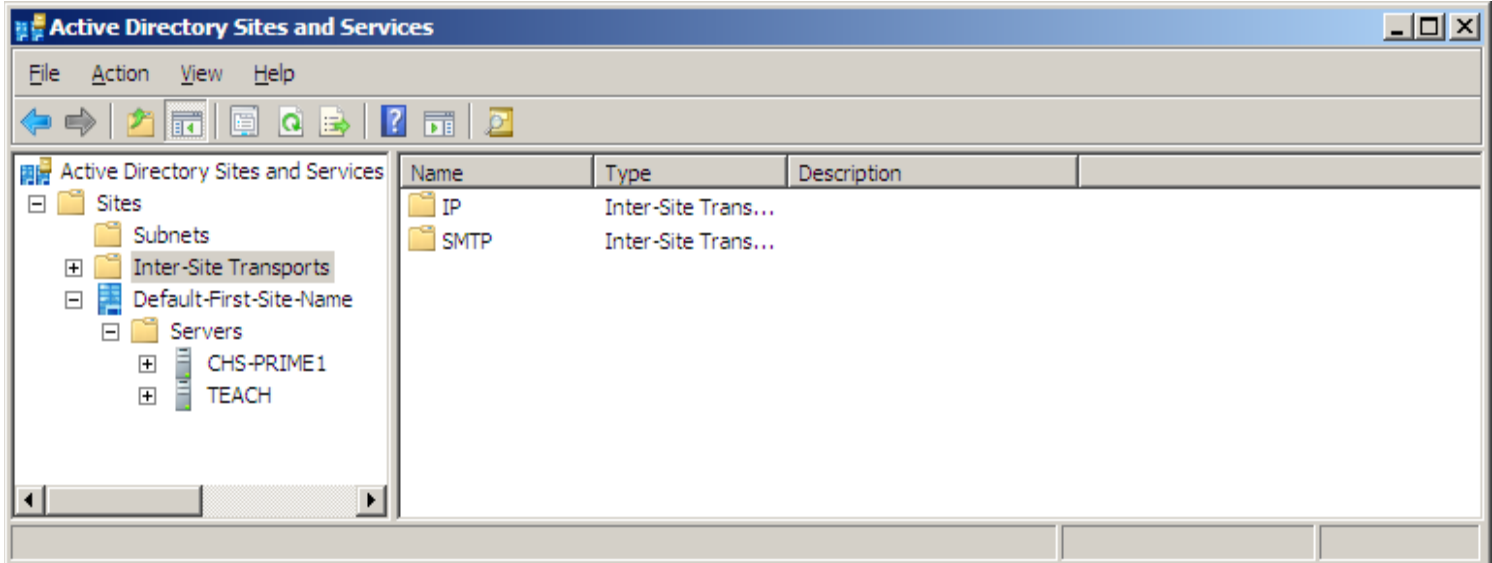 Active Directory Sites and Services
File Action View Help
Active Directory Sites and Services
Sites
Subnets
Inter-Site Transports
Default-First-Site-Name
Servers
CHS-PRIME1
TEACH
Name Type Description
IP Inter-Site Trans...
SMTP Inter-Site Trans...